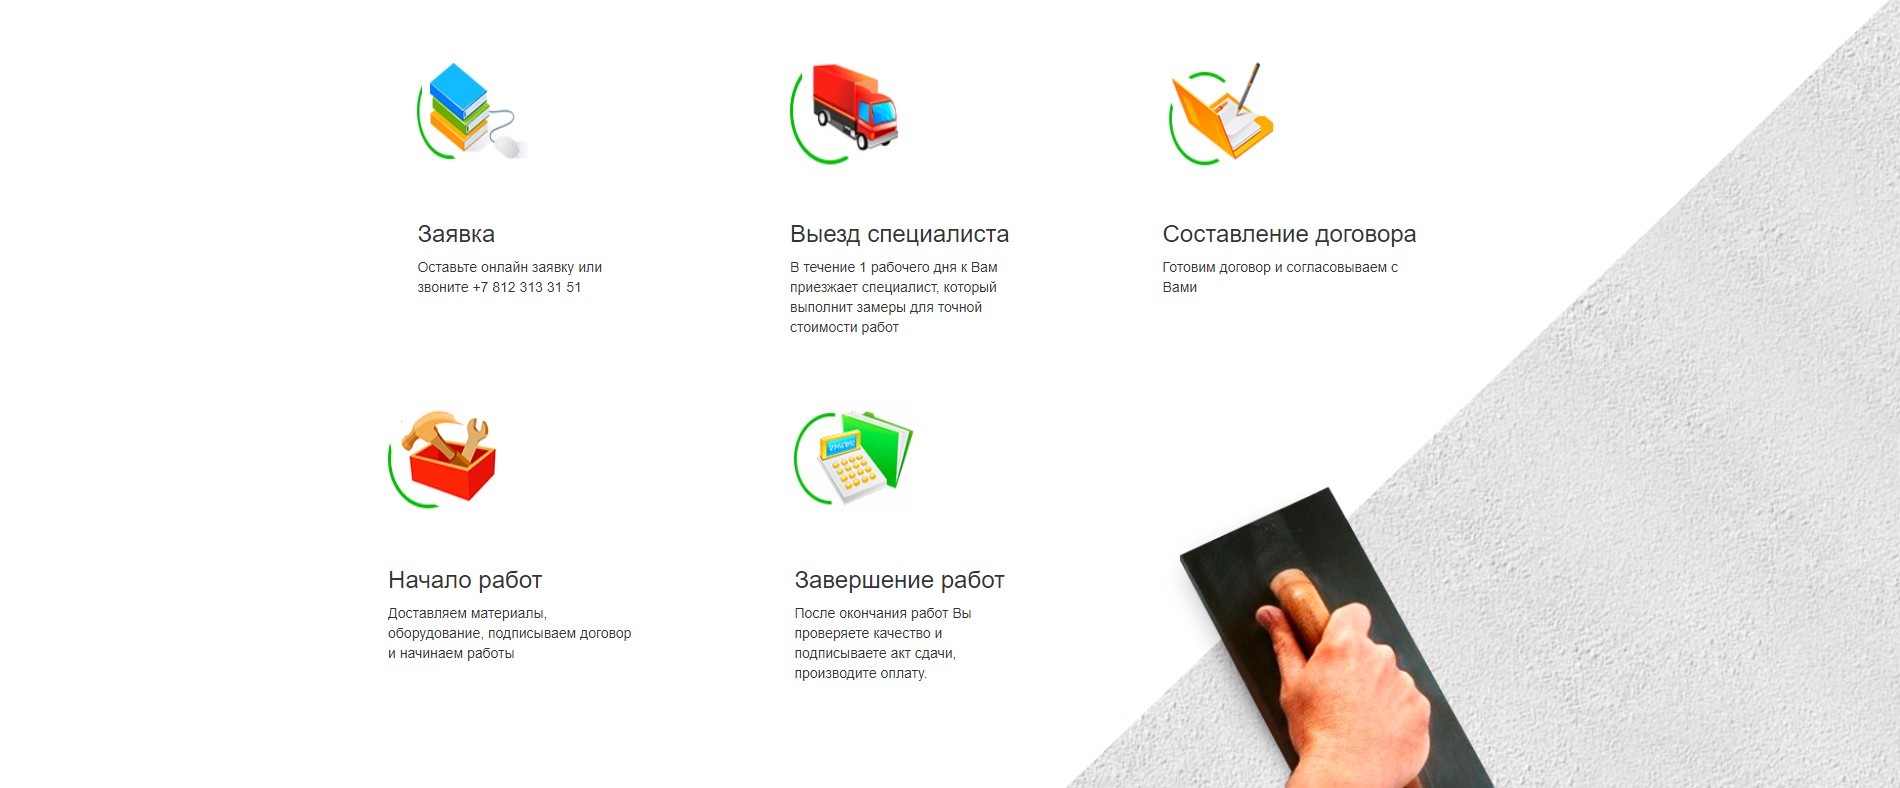 Заявка
Оставьте онлайн заявку или
звоните +7 812 313 31 51
Выезд специалиста
В течение 1 рабочего дня к Вам
приезжает специалист, который
выполнит замеры для точной
стоимости работ
Составление договора
Готовим договор и согласовываем с
Вами
Начало работ
Доставляем материалы,
оборудование, подписываем договор
и начинаем работы
Завершение работ
После окончания работ Вы
проверяете качество и
подписываете акт сдачи,
производите оплату.